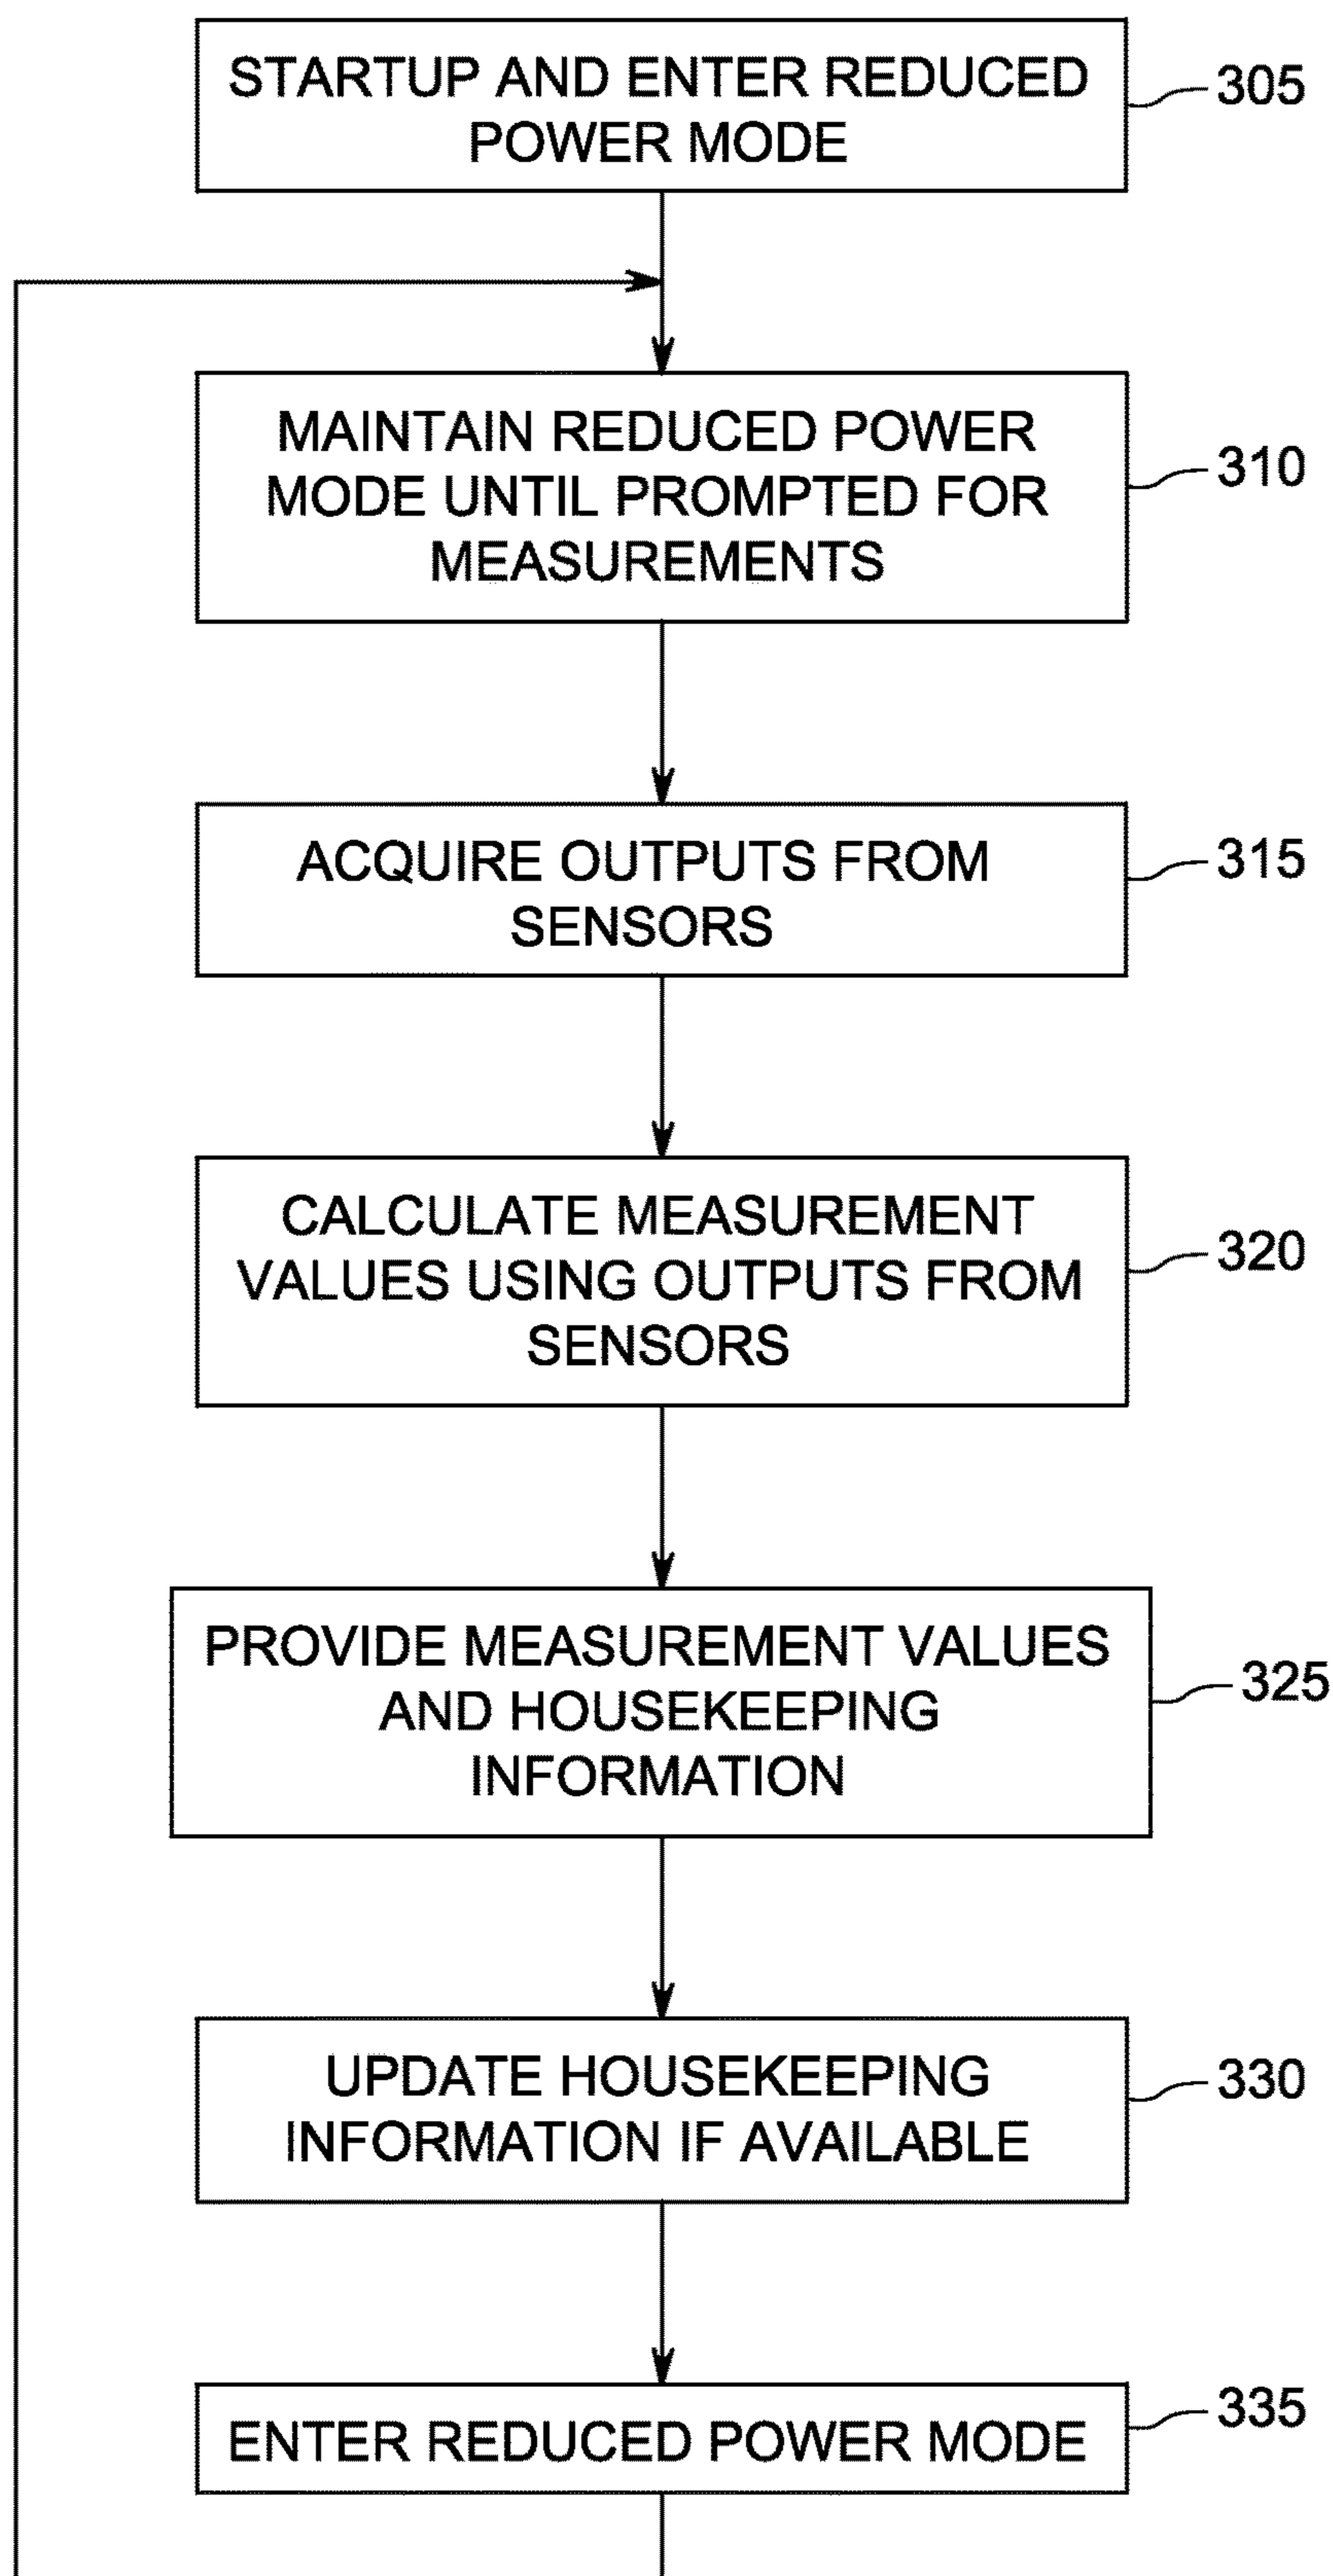 STARTUP AND ENTER REDUCED
POWER MODE
305
MAINTAIN REDUCED POWER
MODE UNTIL PROMPTED FOR
MEASUREMENTS
310
ACQUIRE OUTPUTS FROM
SENSORS
315
CALCULATE MEASUREMENT
VALUES USING OUTPUTS FROM
SENSORS
320
PROVIDE MEASUREMENT VALUES
AND HOUSEKEEPING
INFORMATION
325
UPDATE HOUSEKEEPING
INFORMATION IF AVAILABLE
330
ENTER REDUCED POWER MODE
335